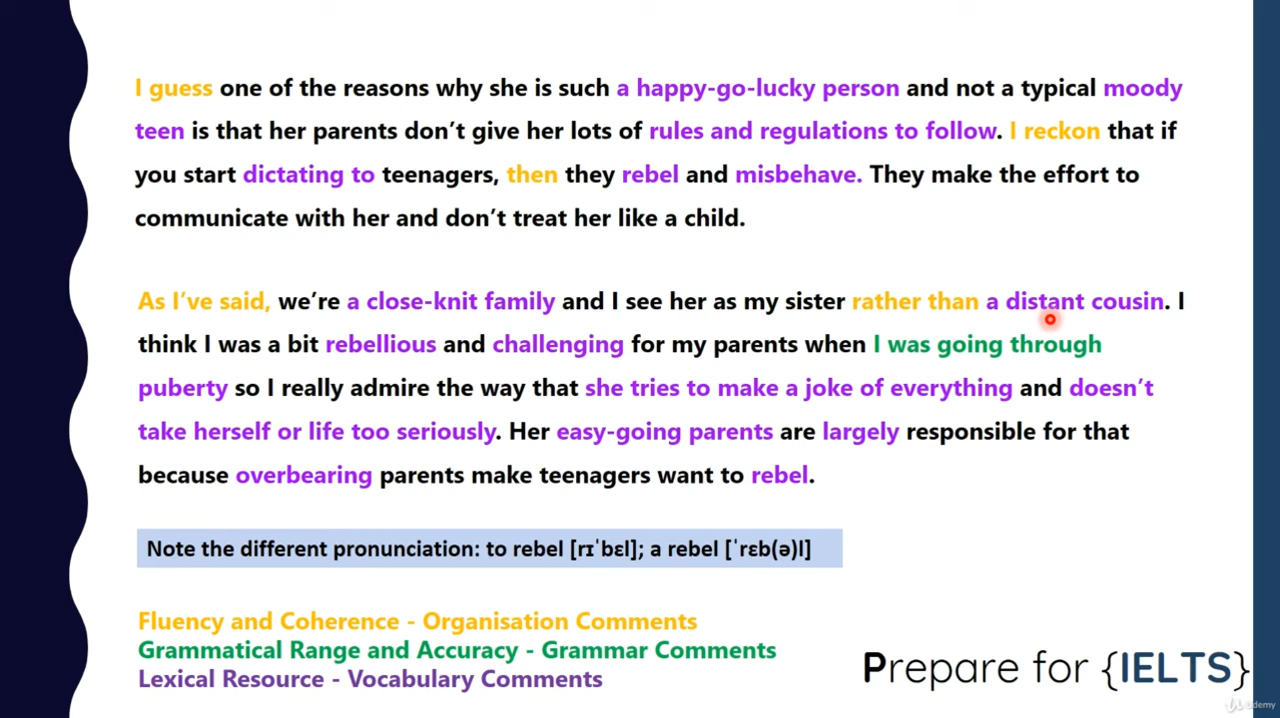 I guess one of the reasons why she is such a happy-go-lucky person and not a typical moody
teen is that her parents don’t give her lots of rules and regulations to follow. I reckon that if
you start dictating to teenagers, then they rebel and misbehave. They make the effort to
communicate with her and don’t treat her like a child.
As I’ve said, we’re a close-knit family and I see her as my sister rather than a distant cousin. I
think I was a bit rebellious and challenging for my parents when I was going through
puberty so I really admire the way that she tries to make a joke of everything and doesn’t
take herself or life too seriously. Her easy-going parents are largely responsible for that
because overbearing parents make teenagers want to rebel.
Note the different pronunciation: to rebel [rɪˈbɛl]; a rebel [ˈrɛb(ə)l]
Fluency and Coherence - Organisation Comments
Grammatical Range and Accuracy - Grammar Comments
Lexical Resource - Vocabulary Comments
Prepare for {IELTS}
Udemy